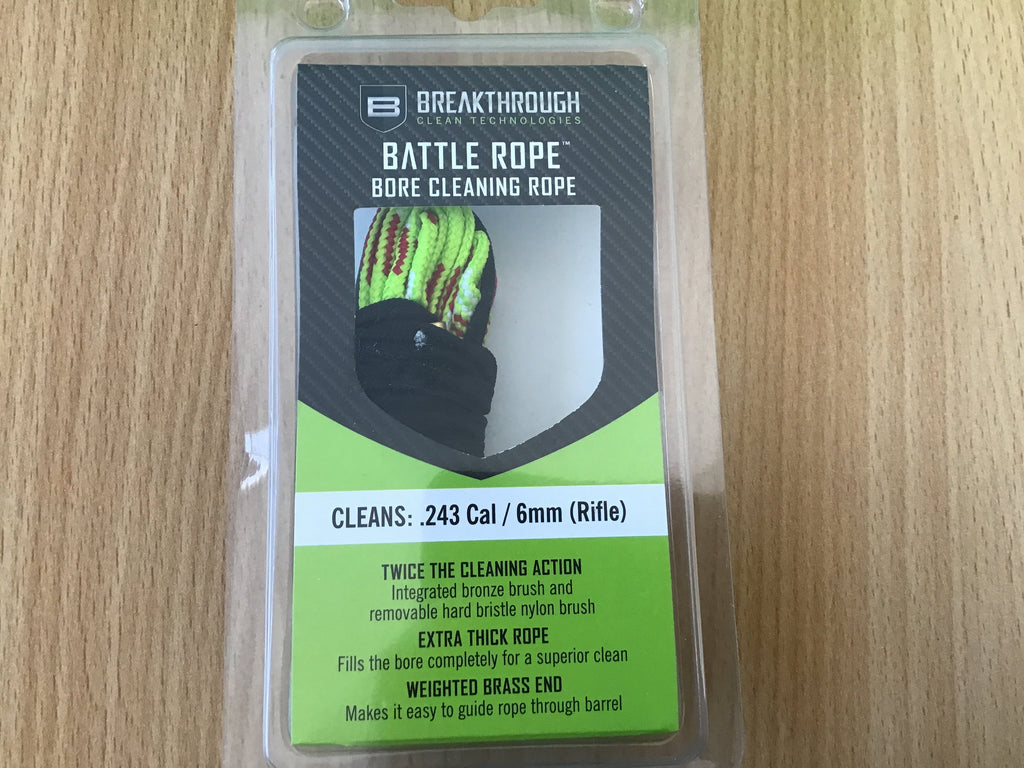 B BREAKTHROUGH
CLEAN TECHNOLOGIES
BATTLE ROPE™
BORE CLEANING ROPE
CLEANS: .243 Cal / 6mm (Rifle)
TWICE THE CLEANING ACTION
Integrated bronze brush and
removable hard bristle nylon brush
EXTRA THICK ROPE
Fills the bore completely for a superior clean
WEIGHTED BRASS END
Makes it easy to guide rope through barrel